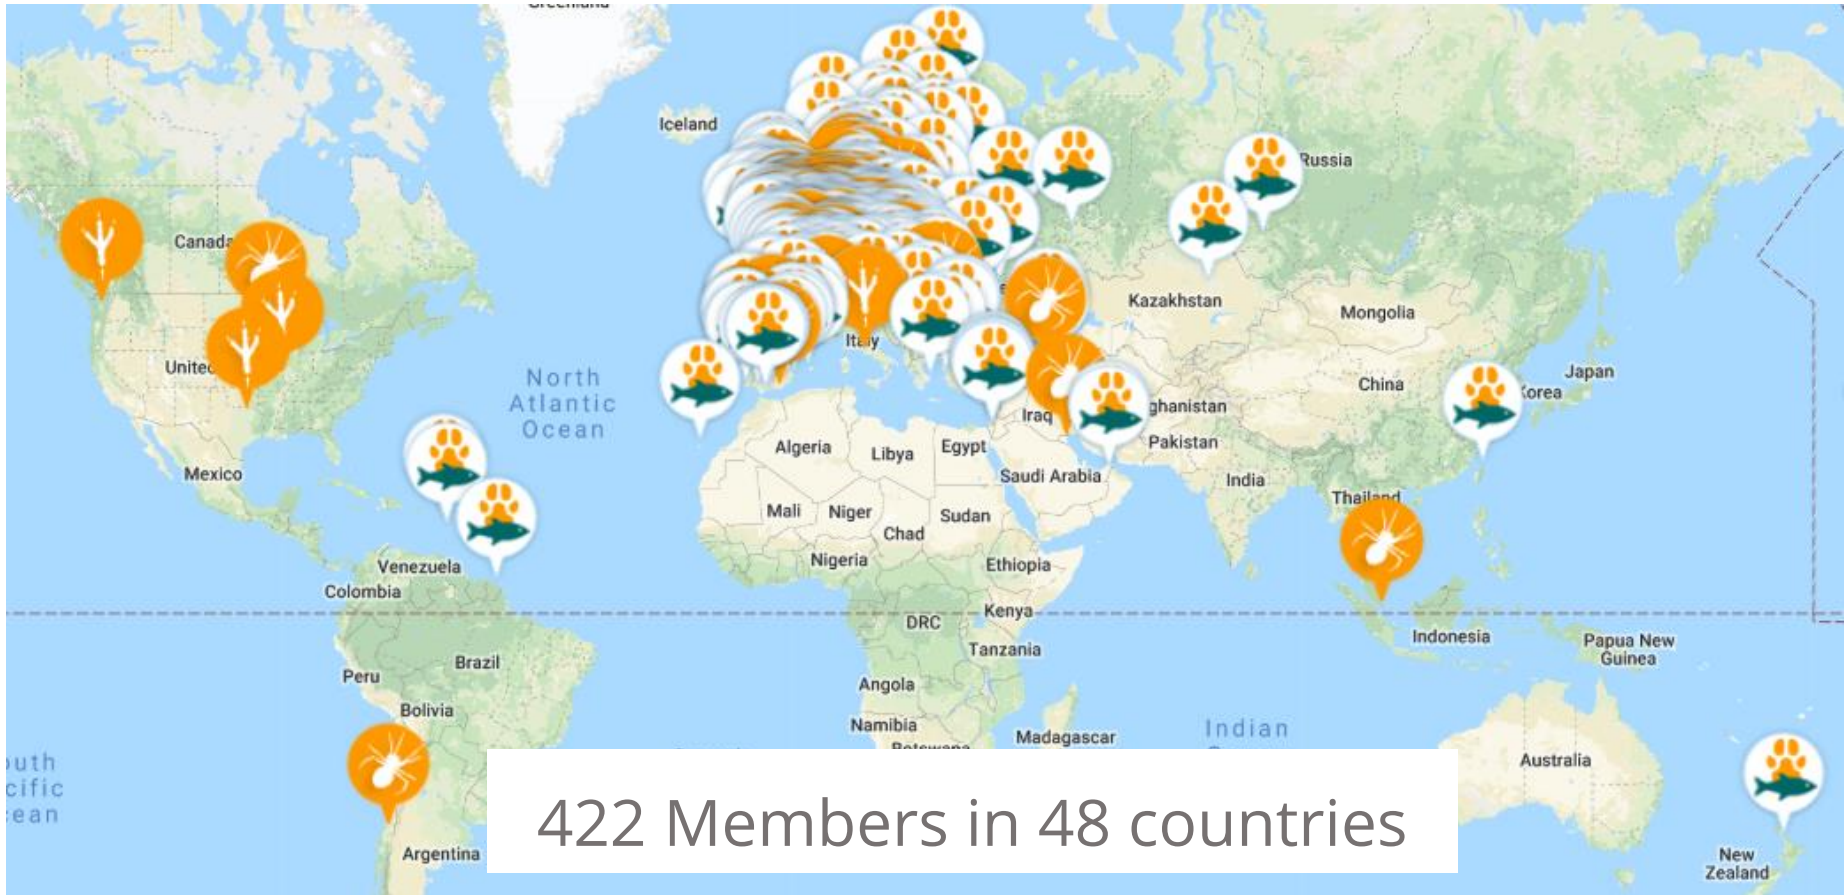 Iceland
Russia
Canada
Kazakhstan
Mongolia
Italy
North
Atlantic
Ocean
Japan
China
Iraq
Algeria
Libya
Egypt
Pakistan
Mexico
Saudi Arabia
India
Thailand
Mali
Niger
Chad
Sudan
Nigeria
Ethiopia
Venezuela
Colombia
Kenya
DRC
Indonesia
Papua New
Guinea
Tanzania
Brazil
Peru
Angola
Bolivia
Namibia
Madagascar
Indian
Australia
422 Members in 48 countries
Argentina
New
Zealand